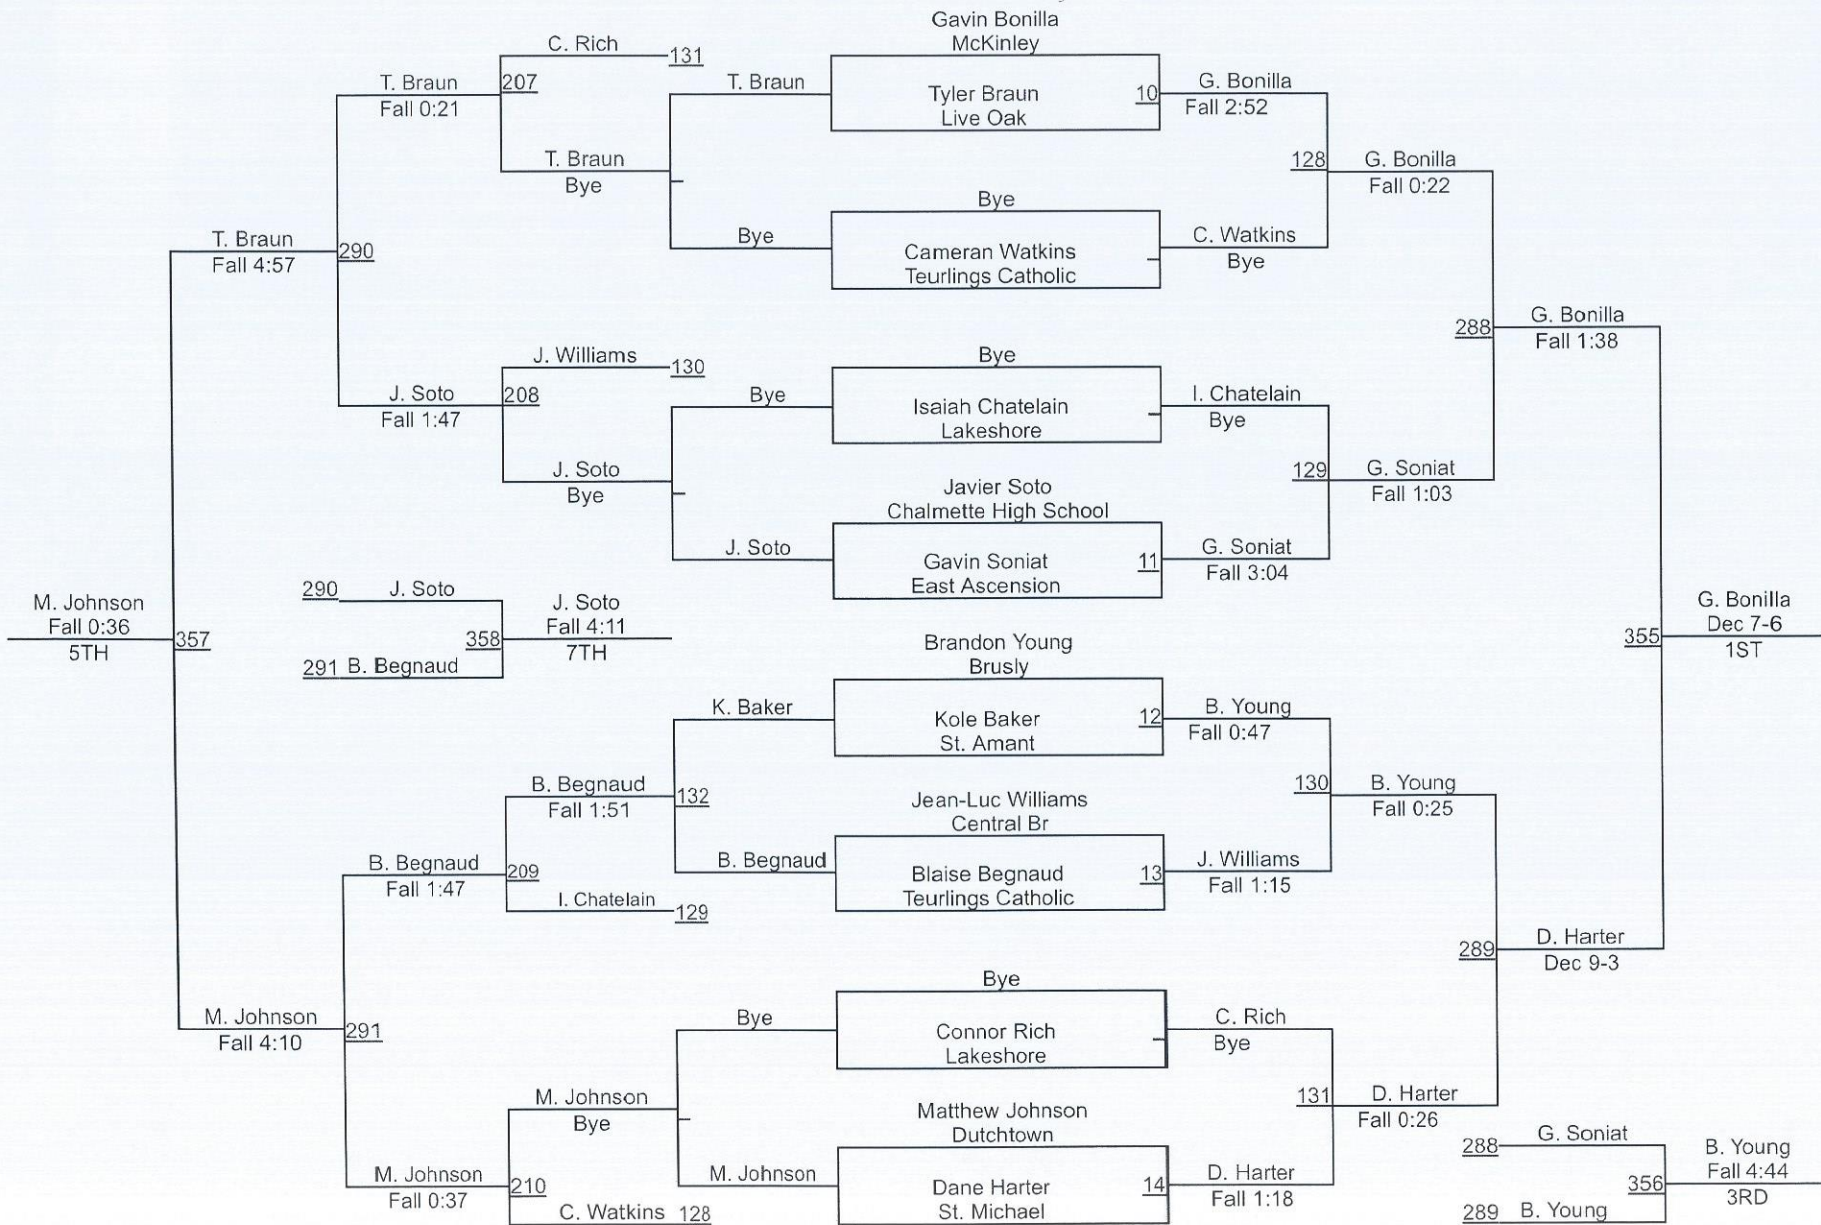 Gavin Bonilla
McKinley
C. Rich
131
T. Braun
207
Fall 0:21
T. Braun
Tyler Braun
Live Oak
10
G. Bonilla
Fall 2:52
T. Braun
Bye
128
G. Bonilla
Fall 0:22
Bye
T. Braun
Fall 4:57
290
Bye
Cameran Watkins
Teurlings Catholic
C. Watkins
Bye
288
G. Bonilla
Fall 1:38
J. Williams
130
Bye
J. Soto
Fall 1:47
208
Bye
Isaiah Chatelain
Lakeshore
I. Chatelain
Bye
J. Soto
Bye
129
G. Soniat
Fall 1:03
Javier Soto
Chalmette High School
J. Soto
Gavin Soniat
East Ascension
11
G. Soniat
Fall 3:04
M. Johnson
Fall 0:36
5TH
357
290
J. Soto
358
291
B. Begnaud
J. Soto
Fall 4:11
7TH
355
G. Bonilla
Dec 7-6
1ST
Brandon Young
Brusly
K. Baker
Kole Baker
St. Amant
12
B. Young
Fall 0:47
B. Begnaud
Fall 1:51
132
Jean-Luc Williams
Central Br
130
B. Young
Fall 0:25
B. Begnaud
Fall 1:47
209
B. Begnaud
Blaise Begnaud
Teurlings Catholic
13
J. Williams
Fall 1:15
I. Chatelain
129
289
D. Harter
Dec 9-3
Bye
M. Johnson
Fall 4:10
291
Bye
Connor Rich
Lakeshore
C. Rich
Bye
M. Johnson
Bye
131
D. Harter
Fall 0:26
Matthew Johnson
Dutchtown
M. Johnson
Fall 0:37
210
M. Johnson
Dane Harter
St. Michael
14
D. Harter
Fall 1:18
C. Watkins
128
288
G. Soniat
356
289
B. Young
B. Young
Fall 4:44
3RD